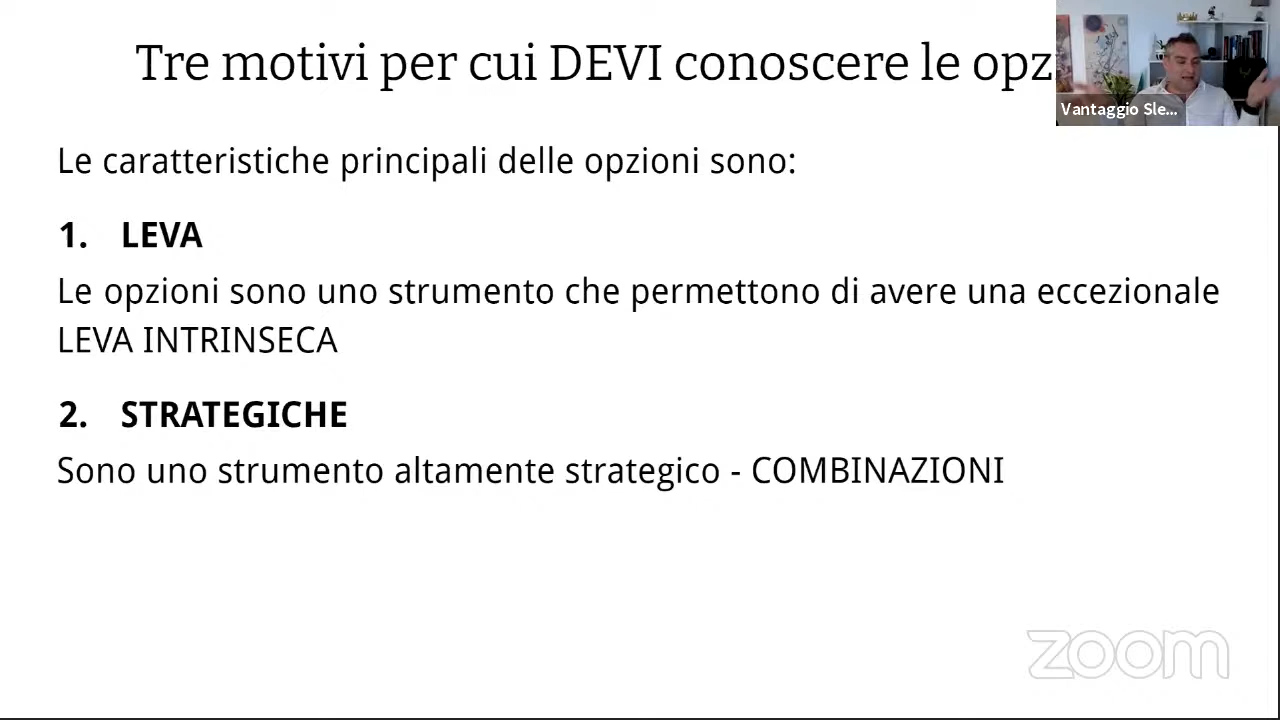 Tre motivi per cui DEVI conoscere le opz
Vantaggio Sle...
Le caratteristiche principali delle opzioni sono:
1. LEVA
Le opzioni sono uno strumento che permettono di avere una eccezionale
LEVA INTRINSECA
2. STRATEGICHE
Sono uno strumento altamente strategico - COMBINAZIONI
zoom